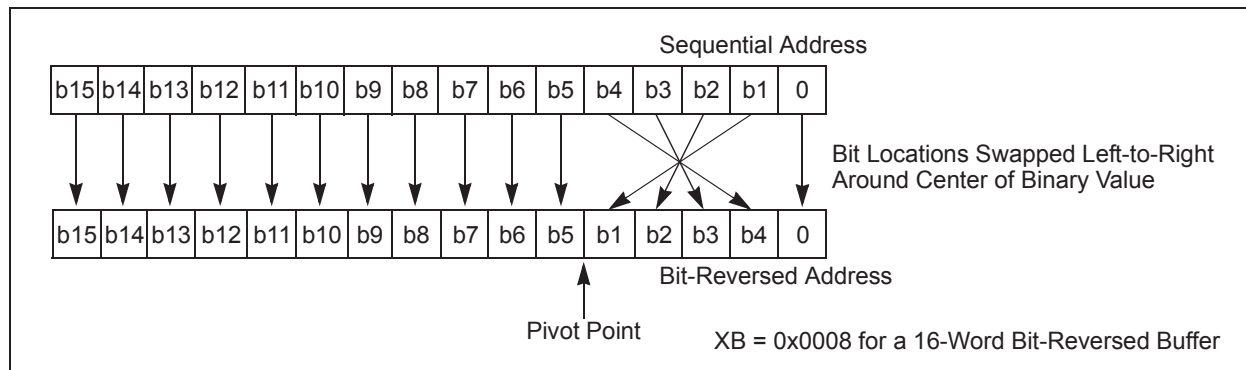 Sequential Address
b15 b14 b13 b12 b11 b10 b9 b8 b7 b6 b5 b4 b3 b2 b1 0
Bit Locations Swapped Left-to-Right
Around Center of Binary Value
b15 b14 b13 b12 b11 b10 b9 b8 b7 b6 b5 b1 b2 b3 b4 0
Bit-Reversed Address
Pivot Point
XB = 0x0008 for a 16-Word Bit-Reversed Buffer